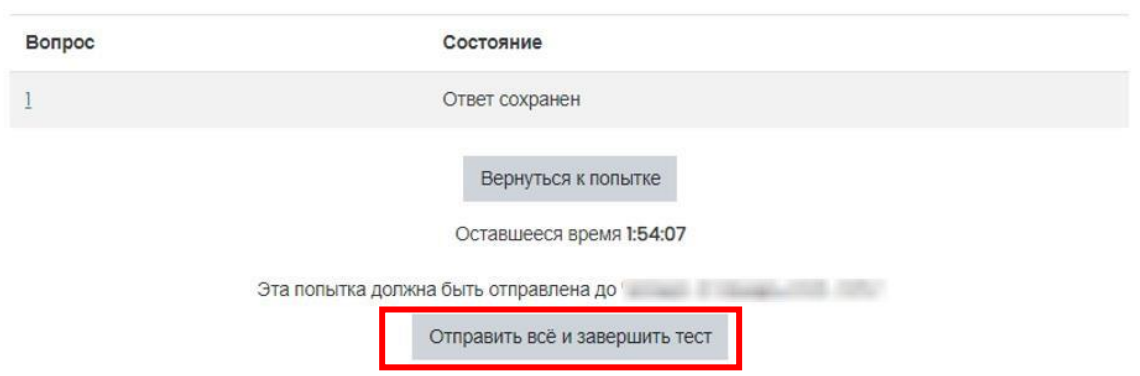 Вопрос Состояние
1 Ответ сохранен
Вернуться к попытке
Оставшееся время 1:54:07
Эта попытка должна быть отправлена до
Отправить всё и завершить тест